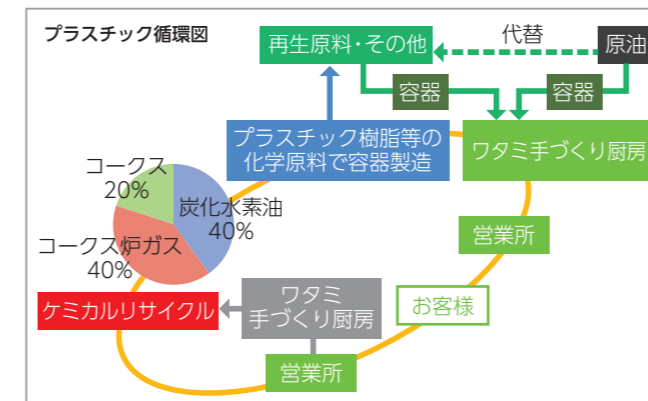 プラスチック循環図
再生原料・その他
代替
原油
容器
容器
プラスチック樹脂等の
化学原料で容器製造
ワタミ手づくり厨房
コークス
20%
炭化水素油
40%
コークス炉ガス
40%
営業所
ケミカルリサイクル
ワタミ
手づくり厨房
お客様
営業所